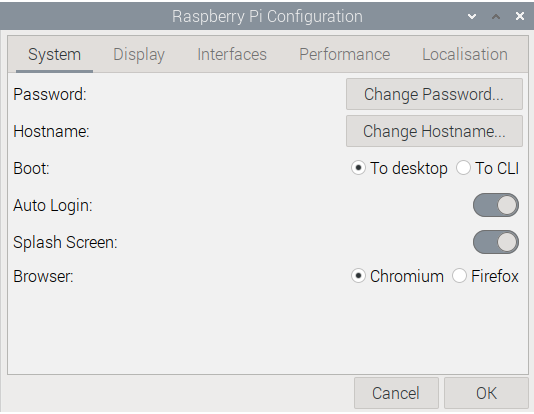 Raspberry Pi Configuration
System Display Interfaces Performance Localisation
Password: Change Password...
Hostname: Change Hostname...
Boot: To desktop To CLI
Auto Login:
Splash Screen:
Browser: Chromium Firefox
Cancel OK